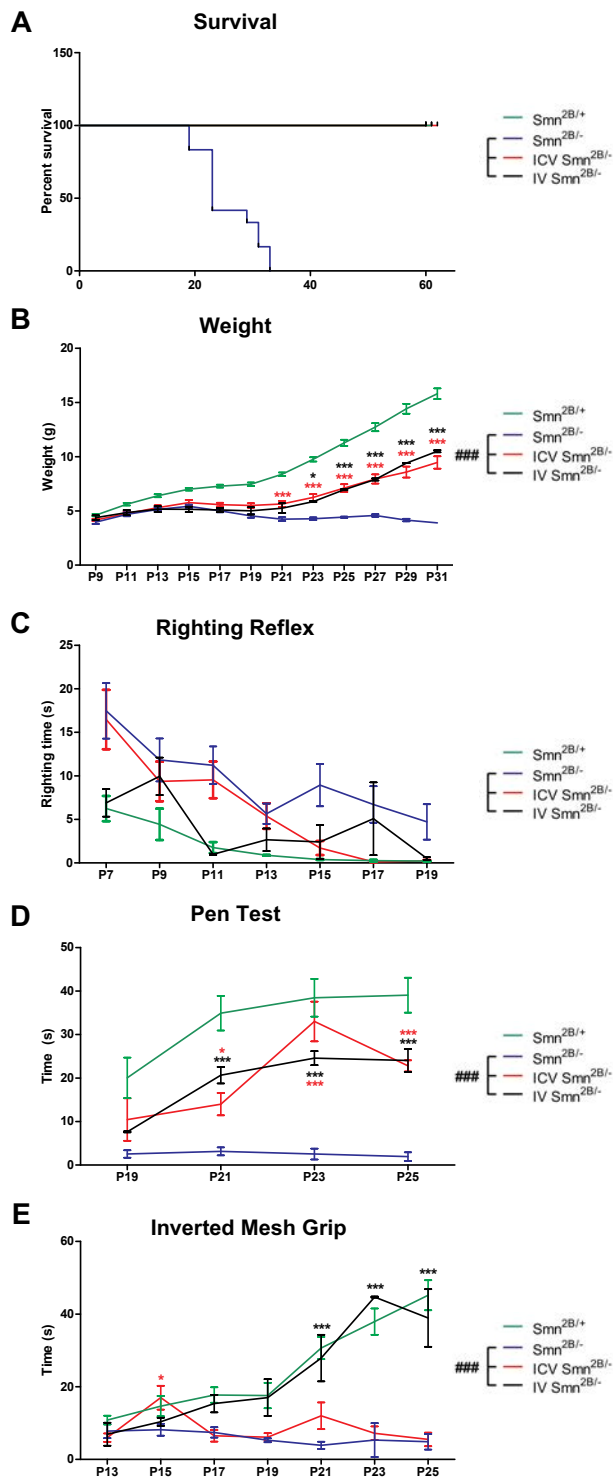 A
Survival
Percent survival
150
100
50
0
0 20 40 60
Smn2B/+
Smn2B/-
ICV Smn2B/-
IV Smn2B/-
B
Weight
Weight (g)
20
15
10
5
0
*** * *** *** *** *** *** *** *** *** ***
P9 P11 P13 P15 P17 P19 P21 P23 P25 P27 P29 P31
Smn2B/+
Smn2B/-
### ICV Smn2B/-
IV Smn2B/-
C
Righting Reflex
Righting time (s)
25
20
15
10
5
0
P7 P9 P11 P13 P15 P17 P19
Smn2B/+
Smn2B/-
ICV Smn2B/-
IV Smn2B/-
D
Pen Test
Time (s)
50
40
30
20
10
0
* *** *** *** *** ***
P19 P21 P23 P25
Smn2B/+
Smn2B/-
### ICV Smn2B/-
IV Smn2B/-
E
Inverted Mesh Grip
Time (s)
60
40
20
0
* *** *** ***
P13 P15 P17 P19 P21 P23 P25
Smn2B/+
Smn2B/-
### ICV Smn2B/-
IV Smn2B/-